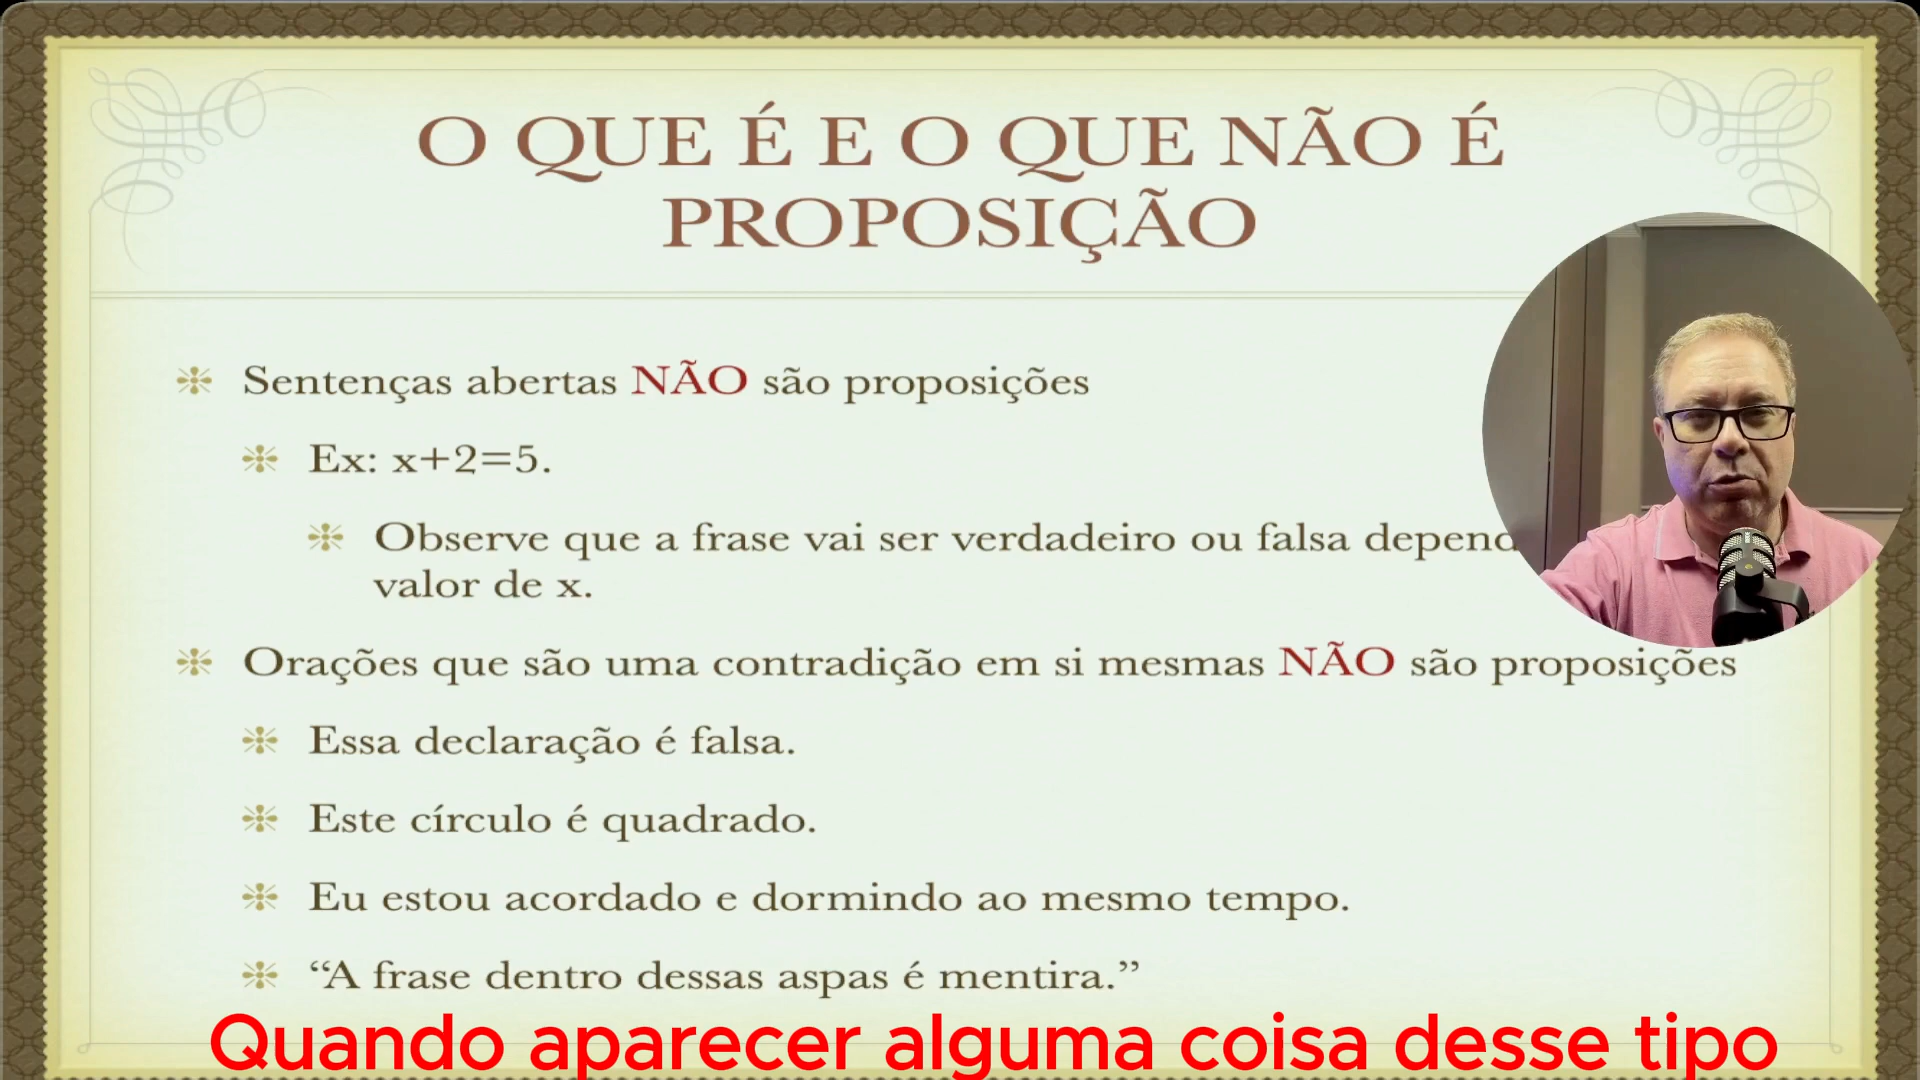 O QUE É E O QUE NÃO É
PROPOSIÇÃO
Sentenças abertas NÃO são proposições
Ex: x+2=5.
Observe que a frase vai ser verdadeiro ou falsa
valor de x.
Orações que são uma contradição em si mesmas NÃO são proposições
Essa declaração é falsa.
Este círculo é quadrado.
Eu estou acordado e dormindo ao mesmo tempo.
“A frase dentro dessas aspas é mentira.”
Quando aparecer alguma coisa desse tipo